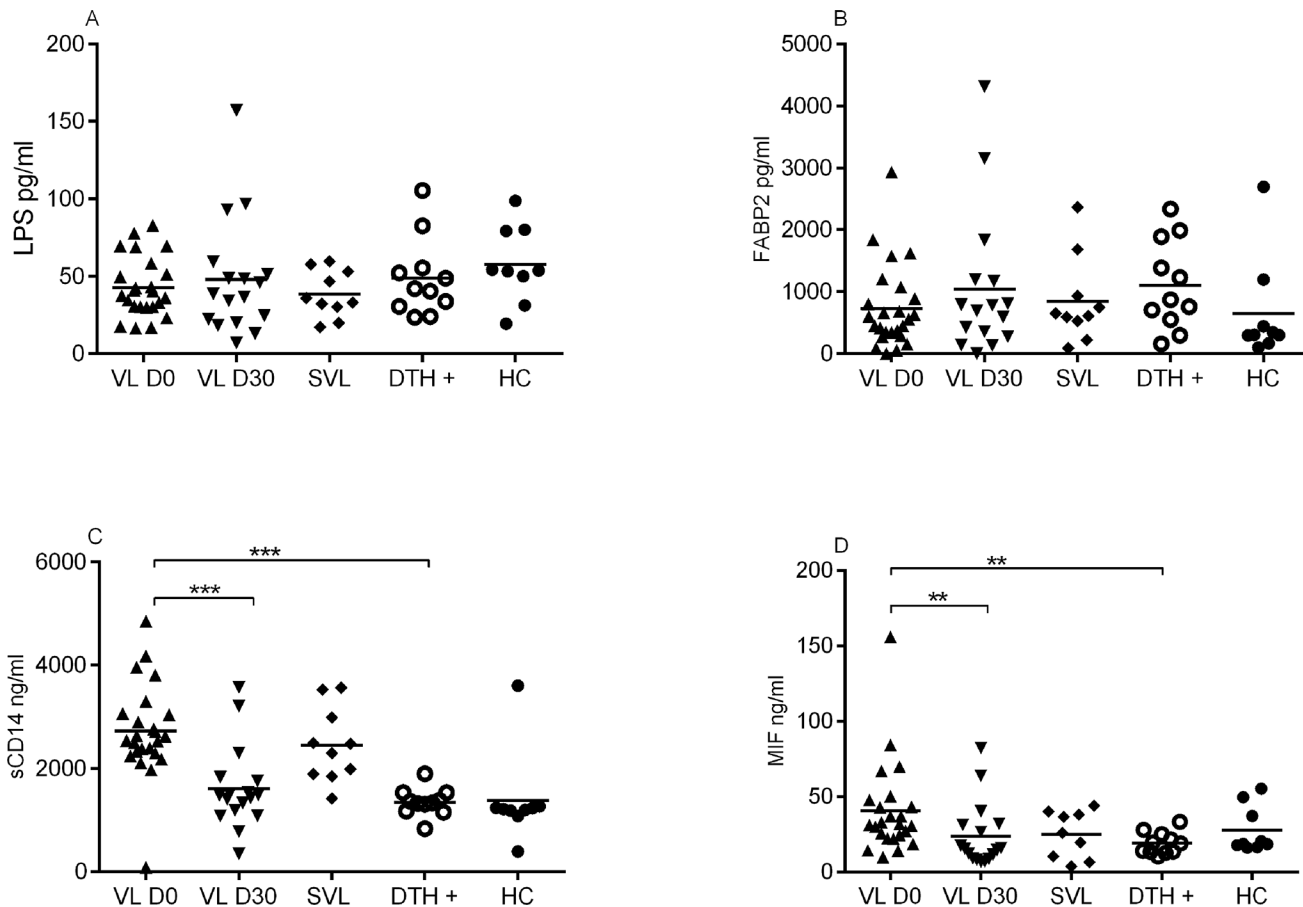 A
LPS pg/ml
200
150
100
50
0
VL D0 VL D30 SVL DTH + HC
B
FABP2 pg/ml
5000
4000
3000
2000
1000
0
VL D0 VL D30 SVL DTH + HC
C
sCD14 ng/ml
6000
4000
2000
0
***
***
VL D0 VL D30 SVL DTH + HC
D
MIF ng/ml
200
150
100
50
0
**
**
VL D0 VL D30 SVL DTH + HC